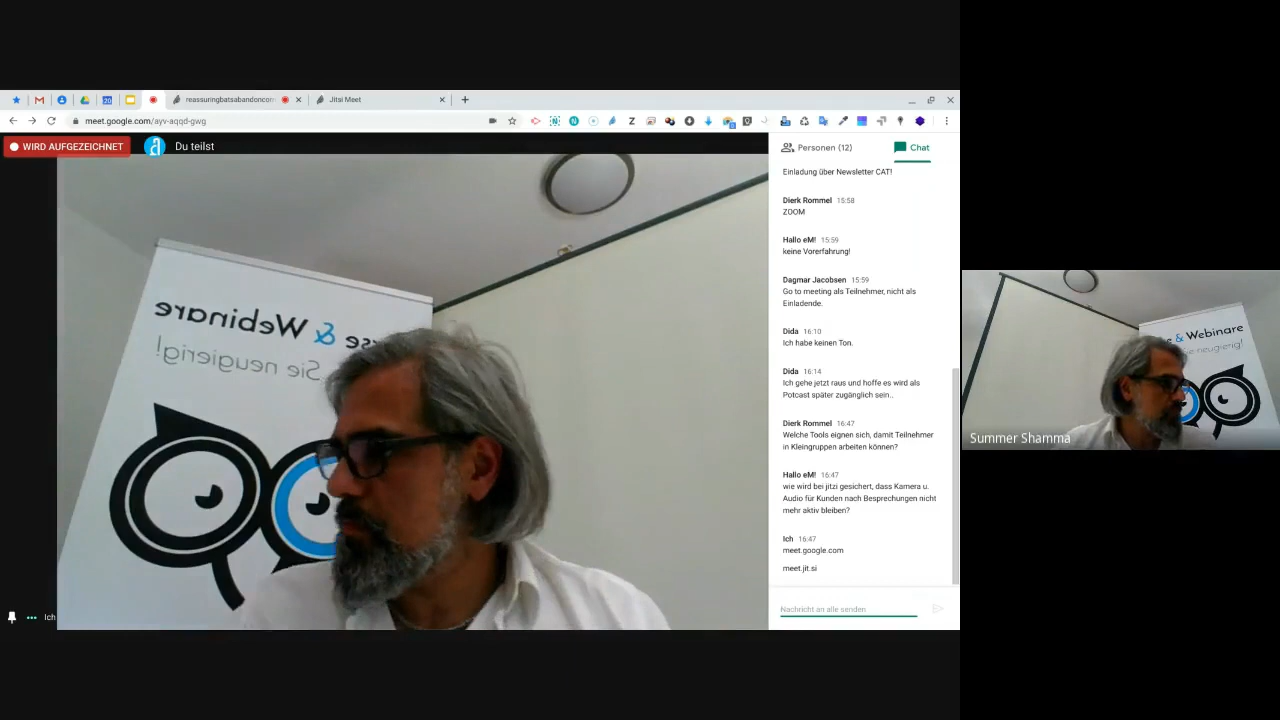 reassuringbatsabandoncom
Jitsi Meet
meet.google.com/ayv-aqqd-gwg
WIRD AUFGEZEICHNET
Du teilst
Personen (12)
Chat
Einladung über Newsletter CAT!
Dierk Rommel 15:58
ZOOM
Hallo eM! 15:59
keine Vorerfahrung!
Dagmar Jacobsen 15:59
Go to meeting als Teilnehmer, nicht als
Einladende.
Dida 16:10
Ich habe keinen Ton.
Dida 16:14
Ich gehe jetzt raus und hoffe es wird als
Potcast später zugänglich sein..
Dierk Rommel 16:47
Welche Tools eignen sich, damit Teilnehmer
in Kleingruppen arbeiten können?
Hallo eM! 16:47
wie wird bei jitzi gesichert, dass Kamera u.
Audio für Kunden nach Besprechungen nicht
mehr aktiv bleiben?
Ich 16:47
meet.google.com
meet.jit.si
Nachricht an alle senden
Ich
se & Webinare
Sie neugierig!
se & Webinare
ie neugierig!
Summer Shamma